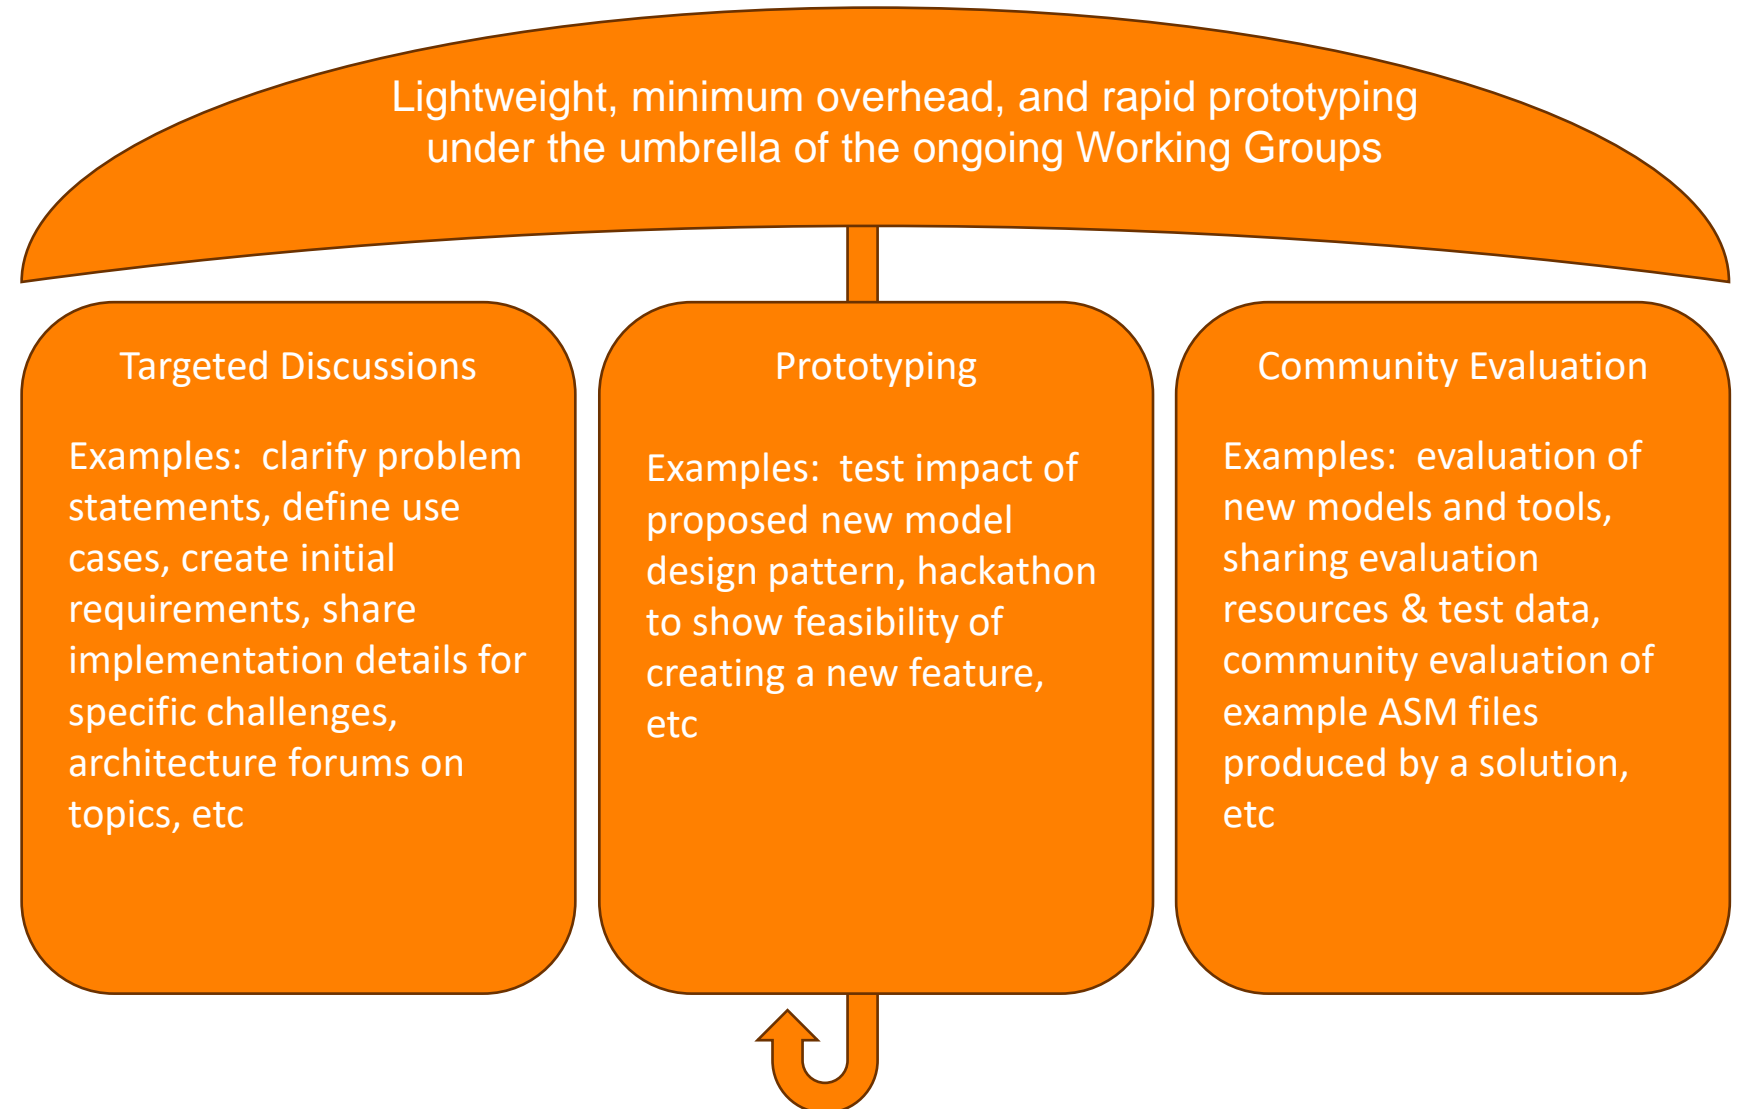 Lightweight, minimum overhead, and rapid prototyping
under the umbrella of the ongoing Working Groups
Targeted Discussions
Examples:  clarify problem
statements, define use
cases, create initial
requirements, share
implementation details for
specific challenges,
architecture forums on
topics, etc
Prototyping
Examples:  test impact of
proposed new model
design pattern, hackathon
to show feasibility of
creating a new feature,
etc
Community Evaluation
Examples:  evaluation of
new models and tools,
sharing evaluation
resources & test data,
community evaluation of
example ASM files
produced by a solution,
etc